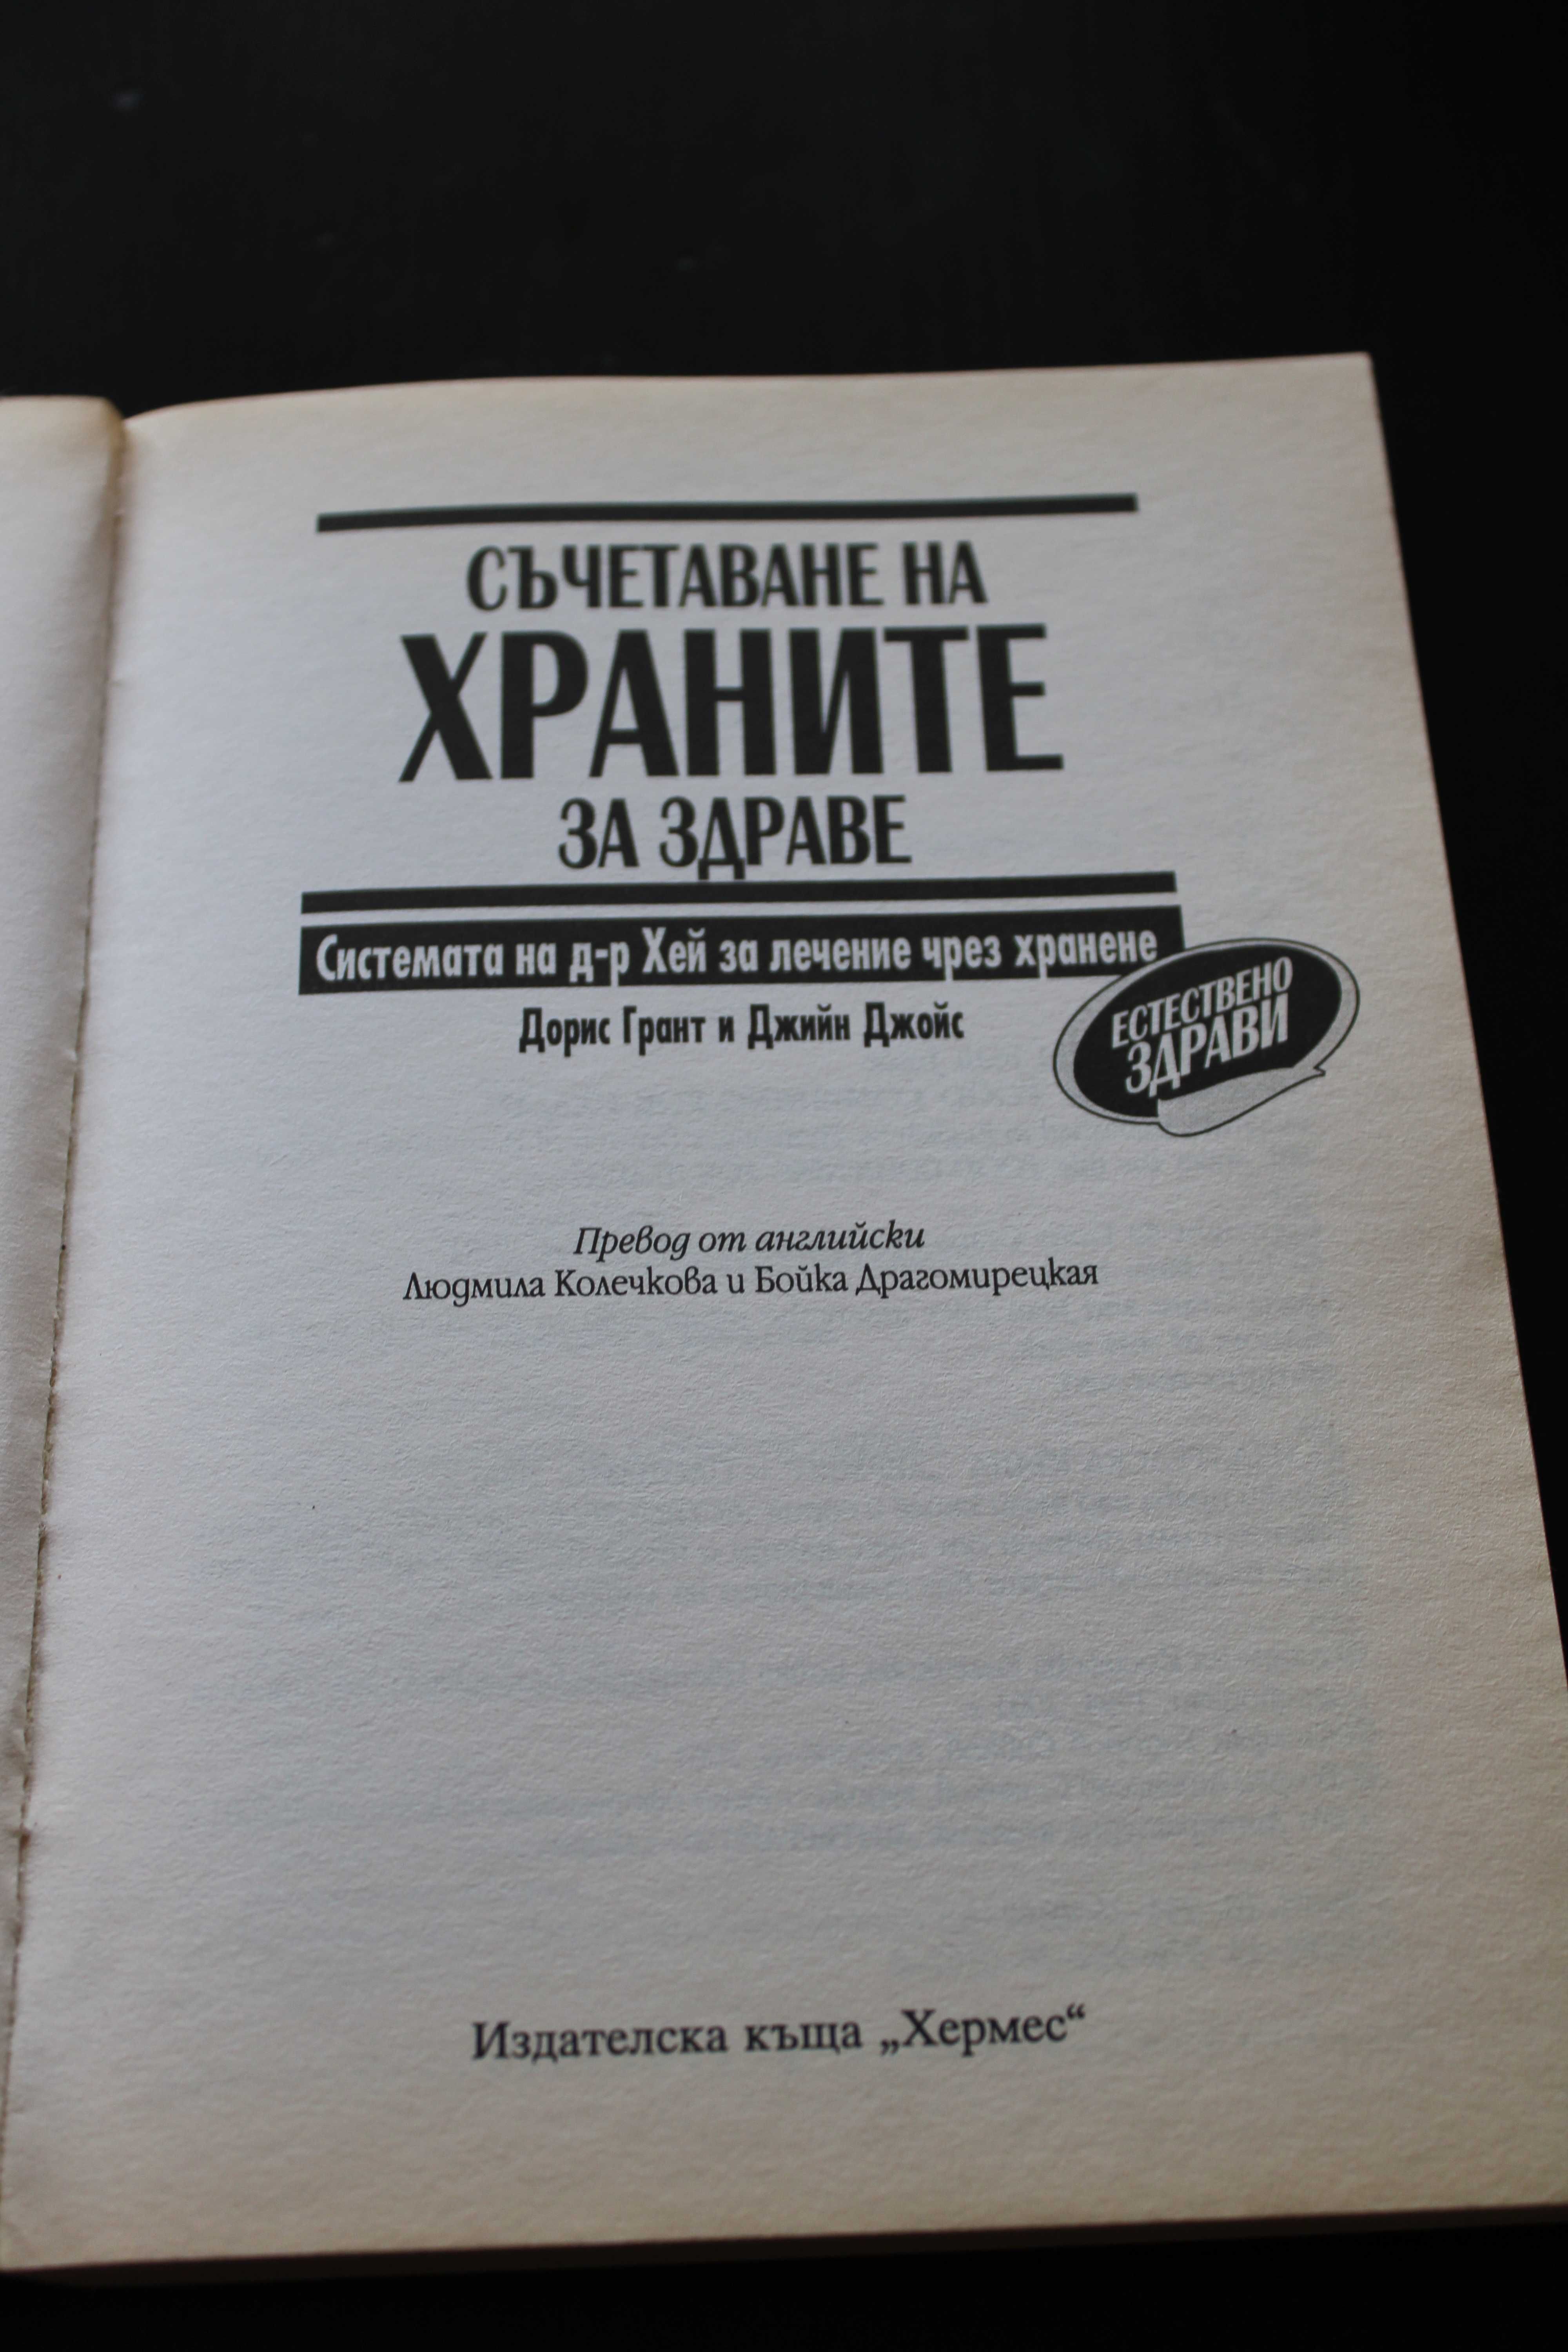 СЪЧЕТАВАНЕ НА
ХРАНИТЕ
ЗА ЗДРАВЕ
Системата на д-р Хей за лечение чрез хранене
Дорис Грант и Джийн Джойс
ЕСТЕСТВЕНО
ЗДРАВИ
Превод от английски
Людмила Колечкова и Бойка Драгомирецкая
Издателска къща „Хермес“